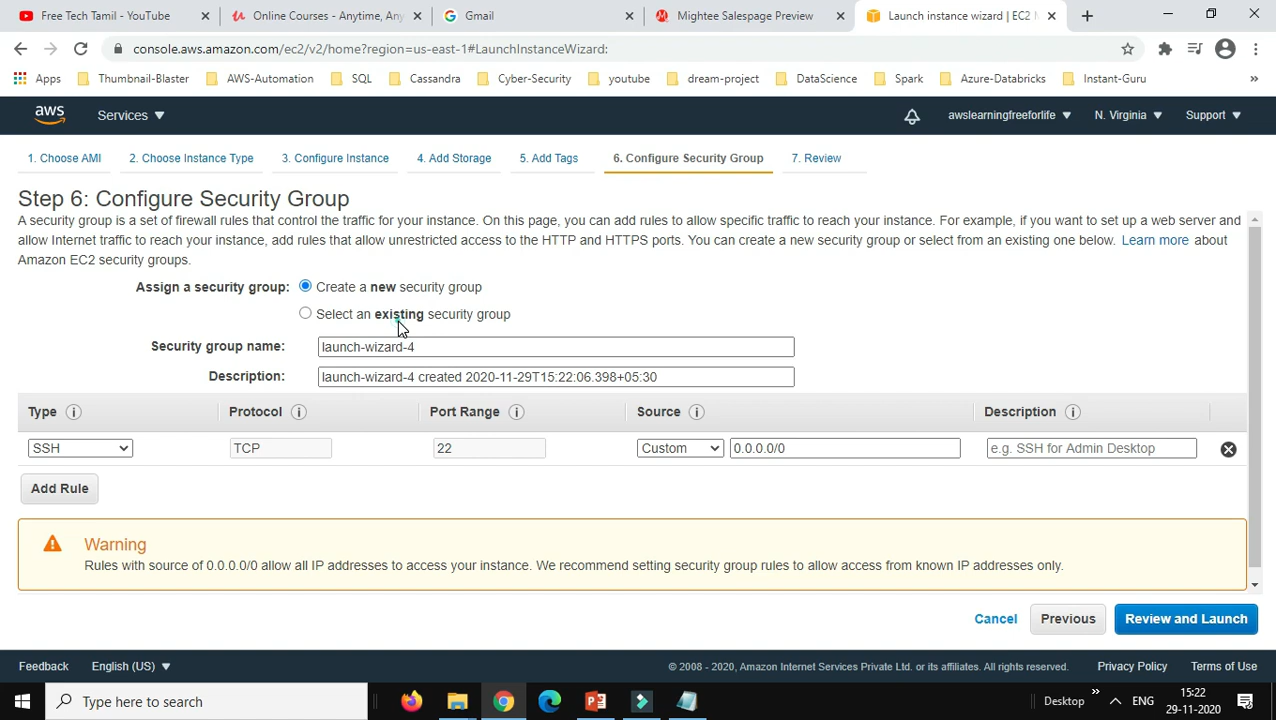 Free Tech Tamil - YouTube
Online Courses - Anytime, Any
Gmail
Mightee Salespage Preview
Launch instance wizard | EC2 M
console.aws.amazon.com/ec2/v2/home?region=us-east-1#LaunchInstanceWizard:
Apps
Thumbnail-Blaster
AWS-Automation
SQL
Cassandra
Cyber-Security
youtube
dream-project
DataScience
Spark
Azure-Databricks
Instant-Guru
aws
Services
awslearningfreeforlife
N. Virginia
Support
1. Choose AMI
2. Choose Instance Type
3. Configure Instance
4. Add Storage
5. Add Tags
6. Configure Security Group
7. Review
Step 6: Configure Security Group
A security group is a set of firewall rules that control the traffic for your instance. On this page, you can add rules to allow specific traffic to reach your instance. For example, if you want to set up a web server and
allow Internet traffic to reach your instance, add rules that allow unrestricted access to the HTTP and HTTPS ports. You can create a new security group or select from an existing one below. Learn more about
Amazon EC2 security groups.
Assign a security group:
Create a new security group
Select an existing security group
Security group name:
launch-wizard-4
Description:
launch-wizard-4 created 2020-11-29T15:22:06.398+05:30
Type
Protocol
Port Range
Source
Description
SSH
TCP
22
Custom
0.0.0.0/0
e.g. SSH for Admin Desktop
Add Rule
Warning
Rules with source of 0.0.0.0/0 allow all IP addresses to access your instance. We recommend setting security group rules to allow access from known IP addresses only.
Cancel
Previous
Review and Launch
Feedback
English (US)
© 2008 - 2020, Amazon Internet Services Private Ltd. or its affiliates. All rights reserved.
Privacy Policy
Terms of Use
Type here to search
Desktop
ENG
15:22
29-11-2020